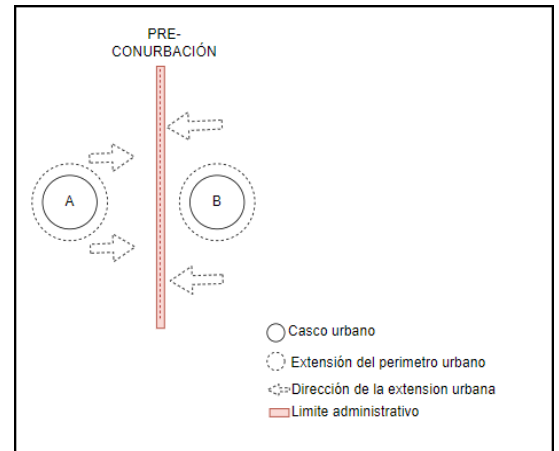 PRE-
CONURBACIÓN
A
B
Casco urbano
Extensión del perimetro urbano
Dirección de la extension urbana
Limite administrativo